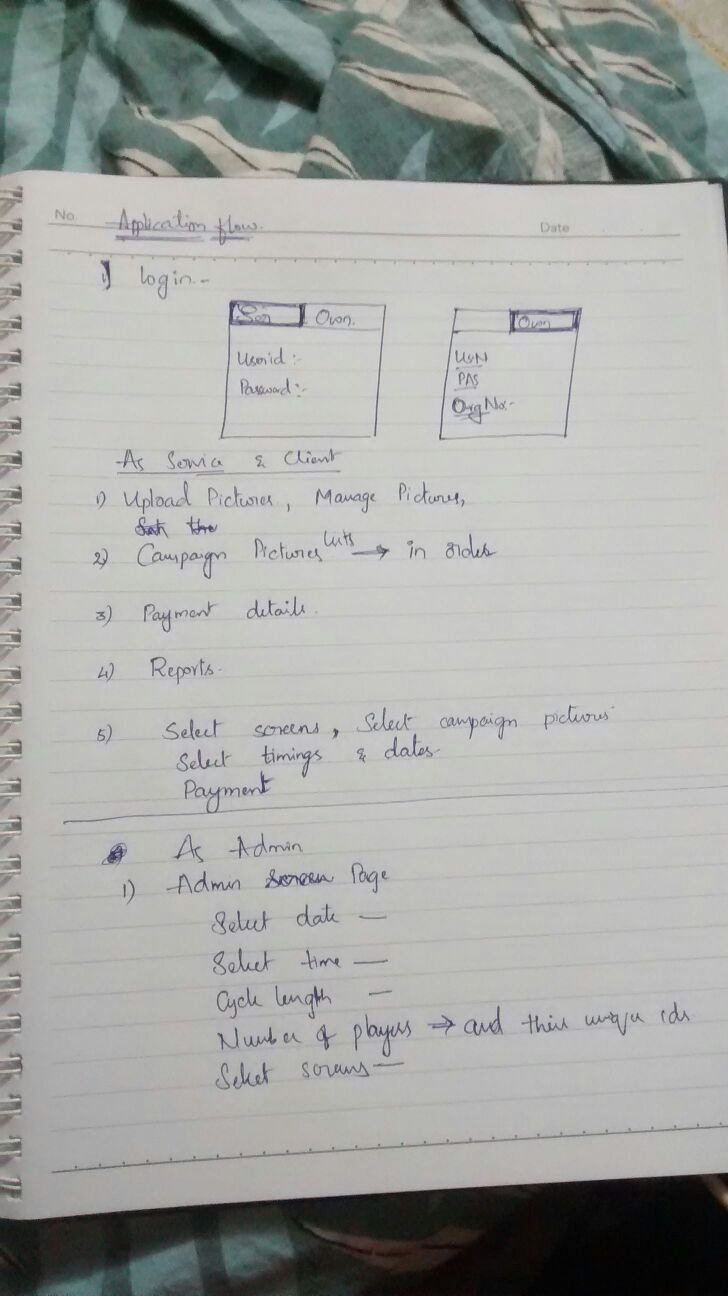 No.
Application flow.
Date
1) login :-
Ser Own.
Userid :-
Password :-
Own
UsN
PAS
Org No :-
As Service & Client
1) Upload Pictures, Manage Pictures,
2) Campaign Pictures lists → in order
3) Payment details.
4) Reports.
5) Select screens, Select campaign pictures
Select timings & dates.
Payment
As Admin
1) Admin Page
Select date —
Select time —
Cycle length —
Number of players ⇒ and their unique ids
Select screens —